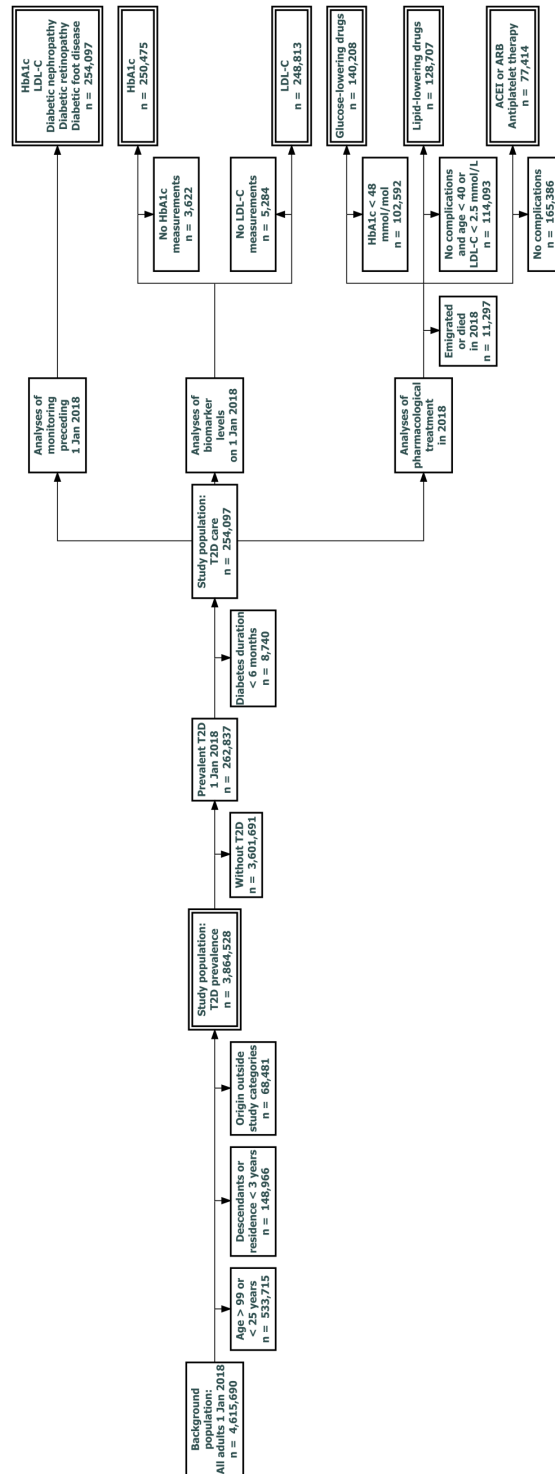 Background
population:
All adults 1 Jan 2018
n = 4,615,690
Age > 99 or
< 25 years
n = 533,715
Descendants or
residence < 3 years
n = 148,966
Origin outside
study categories
n = 68,481
Study population:
T2D prevalence
n = 3,864,528
Without T2D
n = 3,601,691
Prevalent T2D
1 Jan 2018
n = 262,837
Diabetes duration
< 6 months
n = 8,740
Study population:
T2D care
n = 254,097
Analyses of
monitoring
preceding
1 Jan 2018
HbA1c
LDL-C
Diabetic nephropathy
Diabetic retinopathy
Diabetic foot disease
n = 254,097
Analyses of
biomarker
levels
on 1 Jan 2018
No HbA1c
measurements
n = 3,622
HbA1c
n = 250,475
No LDL-C
measurements
n = 5,284
LDL-C
n = 248,813
Analyses of
pharmacological
treatment
in 2018
Emigrated
or died
in 2018
n = 11,297
HbA1c < 48
mmol/mol
n = 102,592
Glucose-lowering drugs
n = 140,208
No complications
and age < 40 or
LDL-C < 2.5 mmol/L
n = 114,093
Lipid-lowering drugs
n = 128,707
No complications
n = 165,386
ACEI or ARB
Antiplatelet therapy
n = 77,414